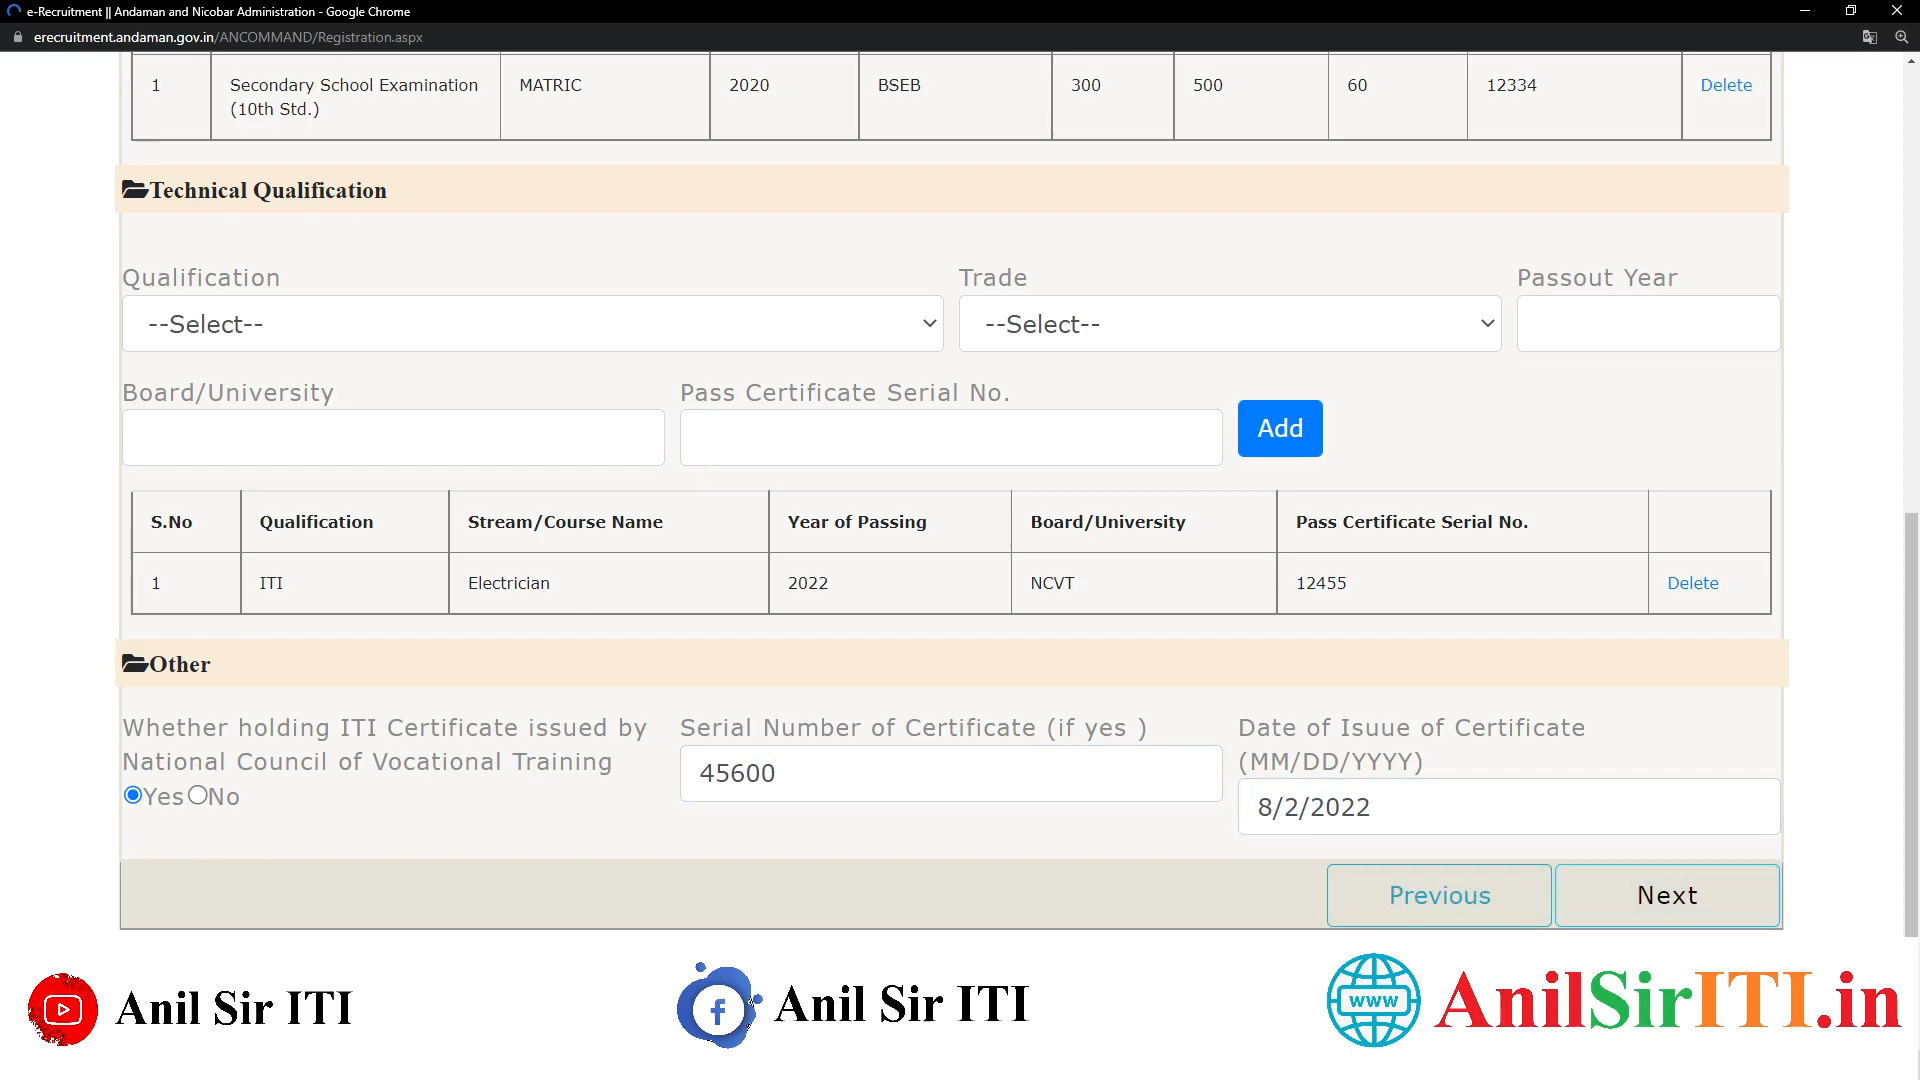 e-Recruitment || Andaman and Nicobar Administration - Google Chrome
erecruitment.andaman.gov.in/ANCOMMAND/Registration.aspx
1 Secondary School Examination MATRIC 2020 BSEB 300 500 60 12334 Delete
(10th Std.)
Technical Qualification
Qualification Trade Passout Year
--Select-- --Select--
Board/University Pass Certificate Serial No.
Add
S.No Qualification Stream/Course Name Year of Passing Board/University Pass Certificate Serial No.
1 ITI Electrician 2022 NCVT 12455 Delete
Other
Whether holding ITI Certificate issued by Serial Number of Certificate (if yes ) Date of Isuue of Certificate
National Council of Vocational Training (MM/DD/YYYY)
45600
Yes No 8/2/2022
Previous Next
Anil Sir ITI f Anil Sir ITI www AnilSirITI.in